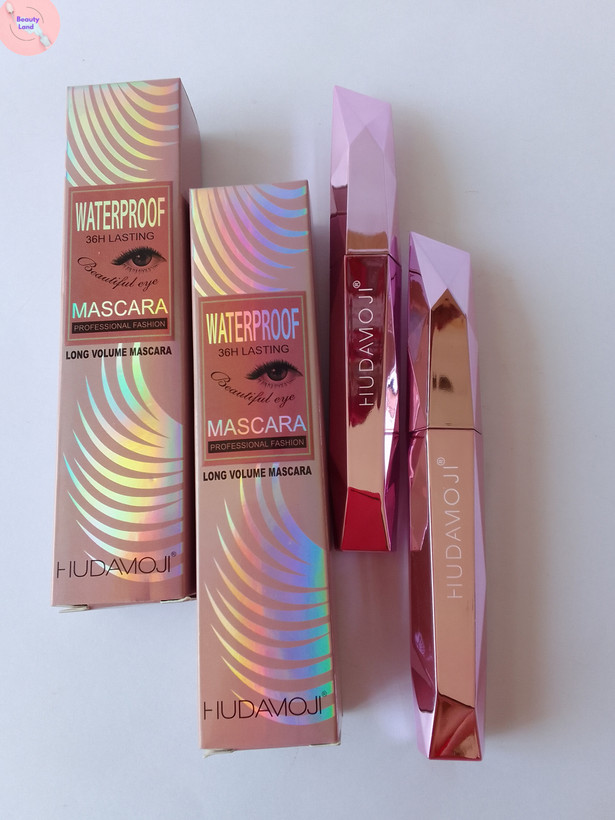 Beauty
Land
WATERPROOF
36H LASTING
Beautiful eye
MASCARA
PROFESSIONAL FASHION
LONG VOLUME MASCARA
HUDAMOJI®
WATERPROOF
36H LASTING
Beautiful eye
MASCARA
PROFESSIONAL FASHION
LONG VOLUME MASCARA
HUDAMOJI®
HUDAMOJI®
HUDAMOJI®